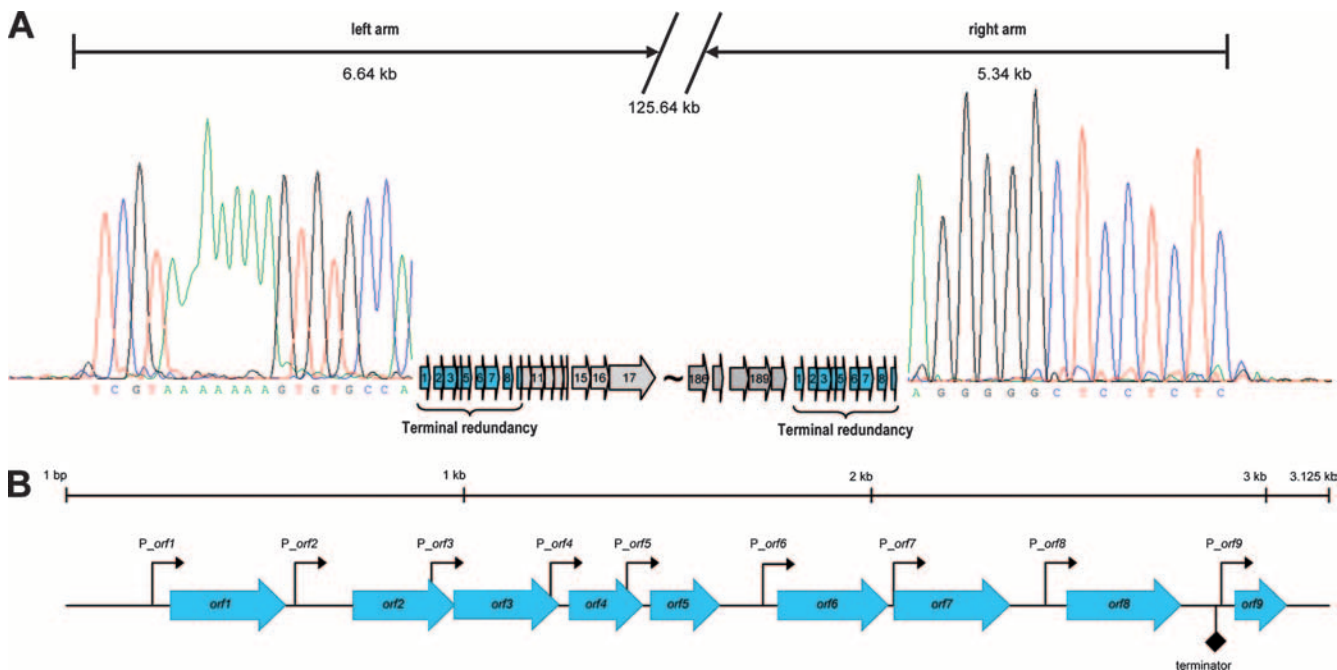 A
left arm
right arm
6.64 kb
5.34 kb
125.64 kb
T C G T A A A A A A A G T G T G C C A
1 2 3 5 6 7 8 11 15 16 17 ~ 186 189 1 2 3 5 6 7 8
A G G G G G C T C C T C T C
Terminal redundancy
Terminal redundancy
B
1 bp 1 kb 2 kb 3 kb 3.125 kb
P_orf1 P_orf2 P_orf3 P_orf4 P_orf5 P_orf6 P_orf7 P_orf8 P_orf9
orf1 orf2 orf3 orf4 orf5 orf6 orf7 orf8 orf9
terminator